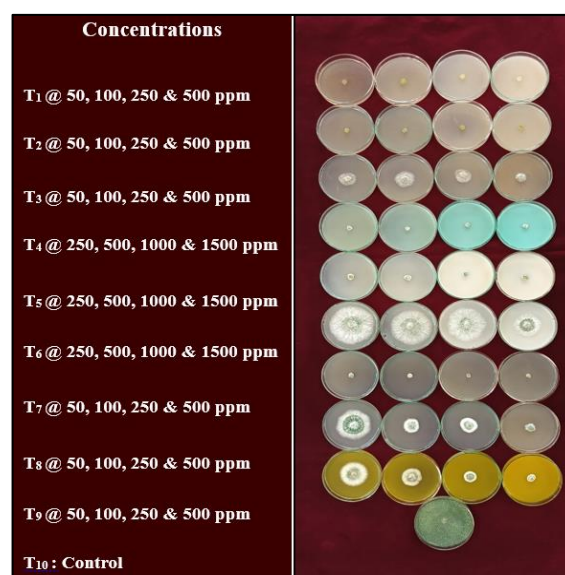 Concentrations
T1 @ 50, 100, 250 & 500 ppm
T2 @ 50, 100, 250 & 500 ppm
T3 @ 50, 100, 250 & 500 ppm
T4 @ 250, 500, 1000 & 1500 ppm
T5 @ 250, 500, 1000 & 1500 ppm
T6 @ 250, 500, 1000 & 1500 ppm
T7 @ 50, 100, 250 & 500 ppm
T8 @ 50, 100, 250 & 500 ppm
T9 @ 50, 100, 250 & 500 ppm
T10 : Control